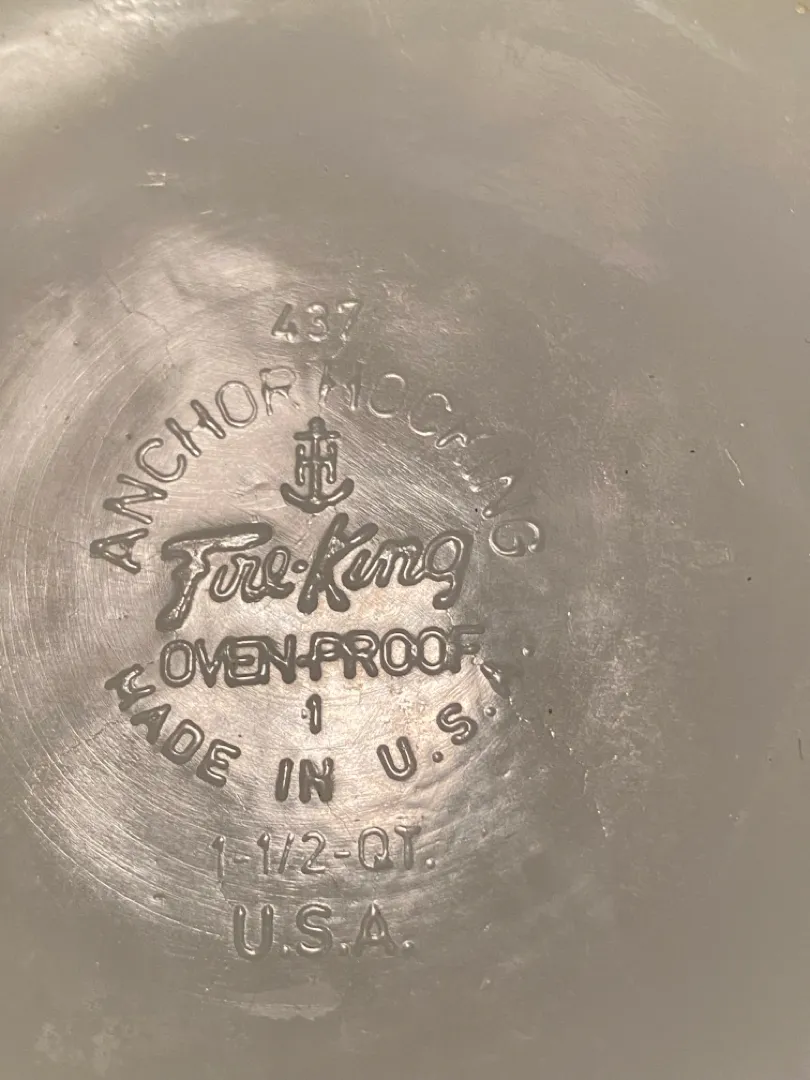 437
ANCHOR HOCKING
H
Fire-King
OVEN-PROOF
1
MADE IN U.S.A.
1-1/2-QT.
U.S.A.